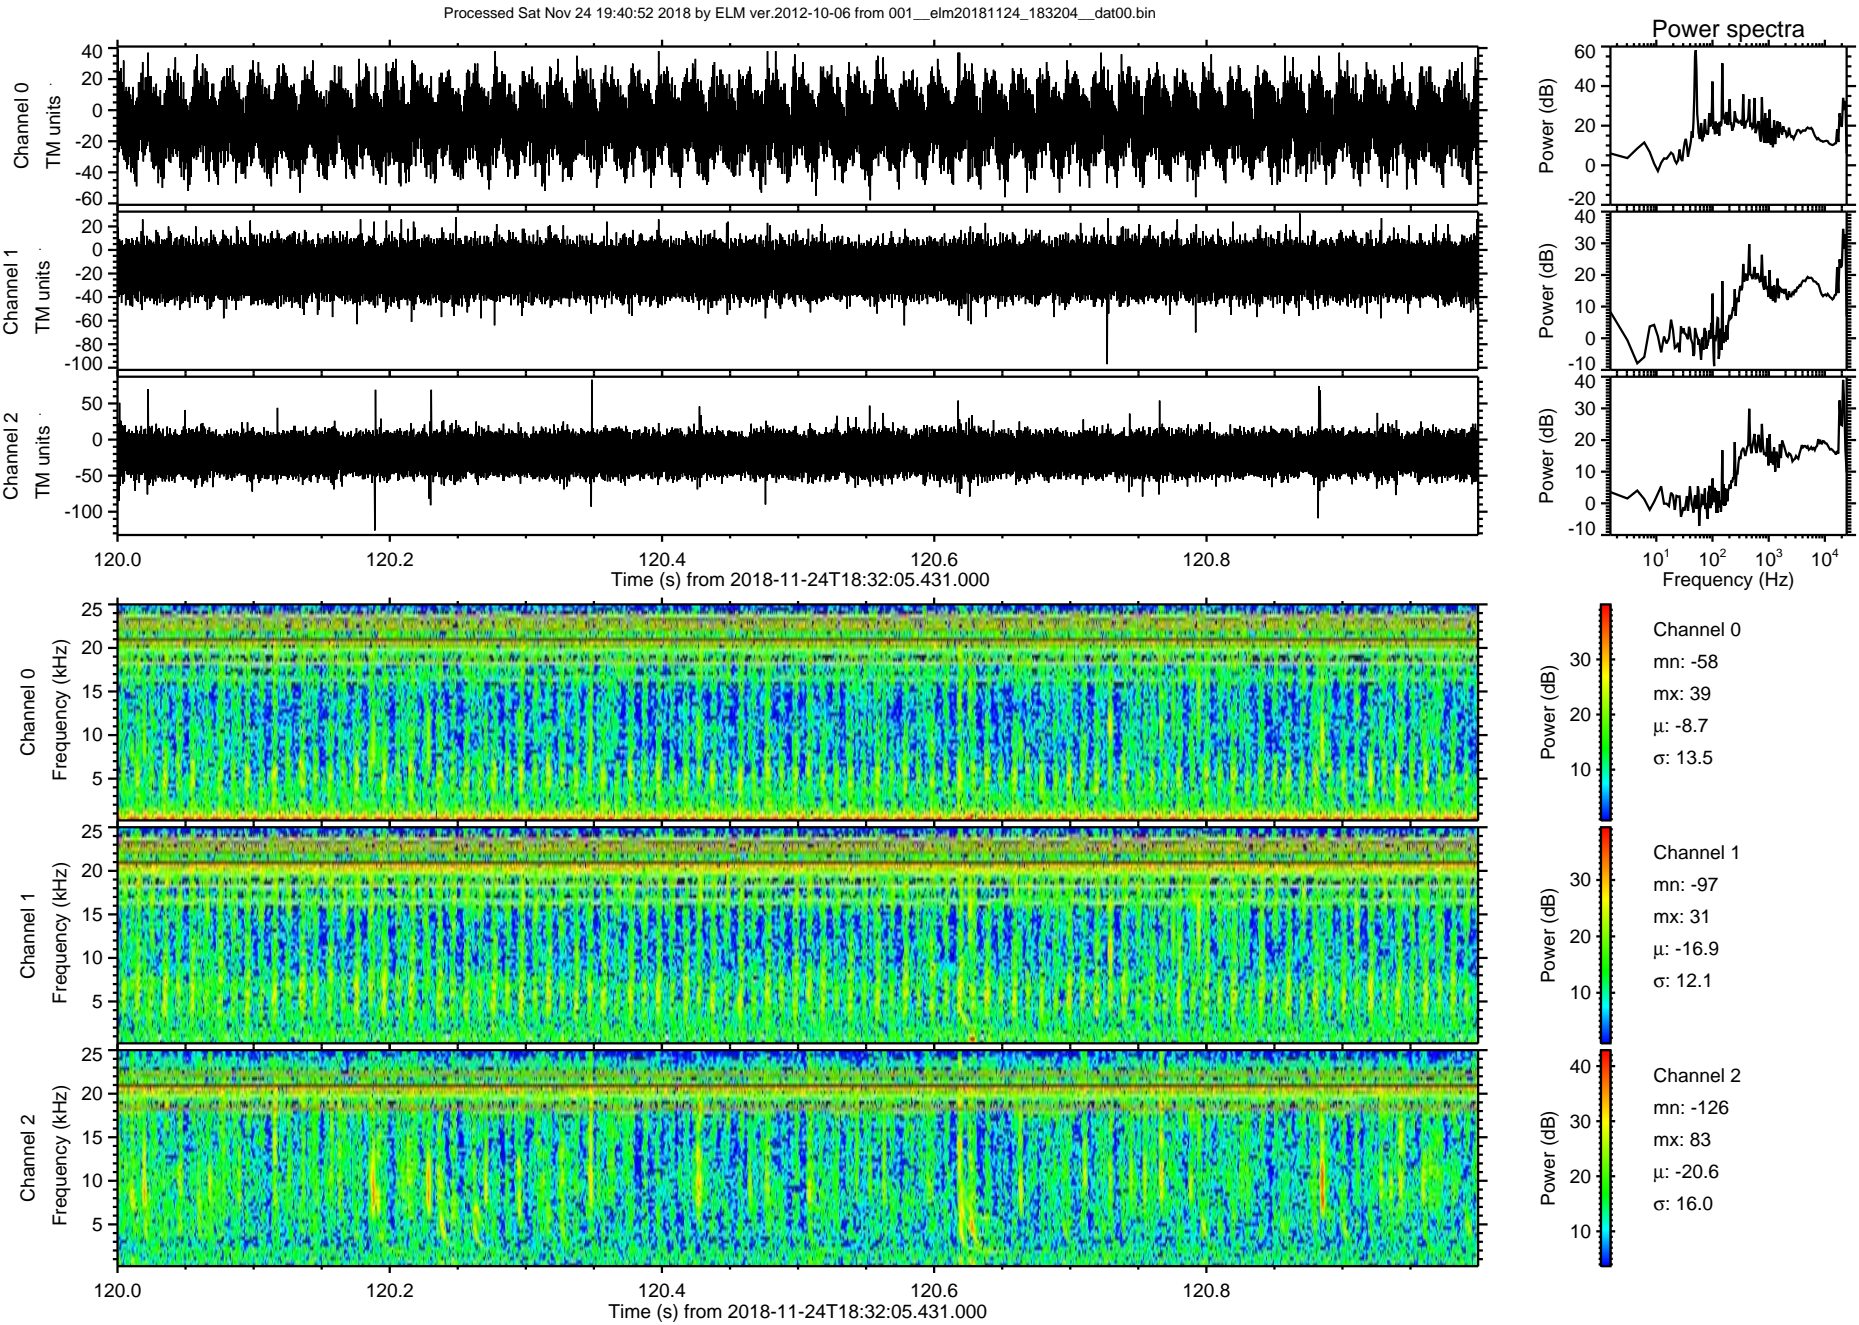 Processed Sat Nov 24 19:40:52 2018 by ELM ver.2012-10-06 from 001__elm20181124_183204__dat00.bin
Power spectra
Channel 0
TM units
40
20
0
-20
-40
-60
Power (dB)
60
40
20
0
-20
Channel 1
TM units
20
0
-20
-40
-60
-80
-100
Power (dB)
40
30
20
10
0
-10
Channel 2
TM units
50
0
-50
-100
Power (dB)
40
30
20
10
0
-10
120.0 120.2 120.4 120.6 120.8
Time (s) from 2018-11-24T18:32:05.431.000
10¹ 10² 10³ 10⁴
Frequency (Hz)
Channel 0
Frequency (kHz)
25
20
15
10
5
Power (dB)
30
20
10
Channel 0
mn: -58
mx: 39
μ: -8.7
σ: 13.5
Channel 1
Frequency (kHz)
25
20
15
10
5
Power (dB)
30
20
10
Channel 1
mn: -97
mx: 31
μ: -16.9
σ: 12.1
Channel 2
Frequency (kHz)
25
20
15
10
5
Power (dB)
40
30
20
10
Channel 2
mn: -126
mx: 83
μ: -20.6
σ: 16.0
120.0 120.2 120.4 120.6 120.8
Time (s) from 2018-11-24T18:32:05.431.000